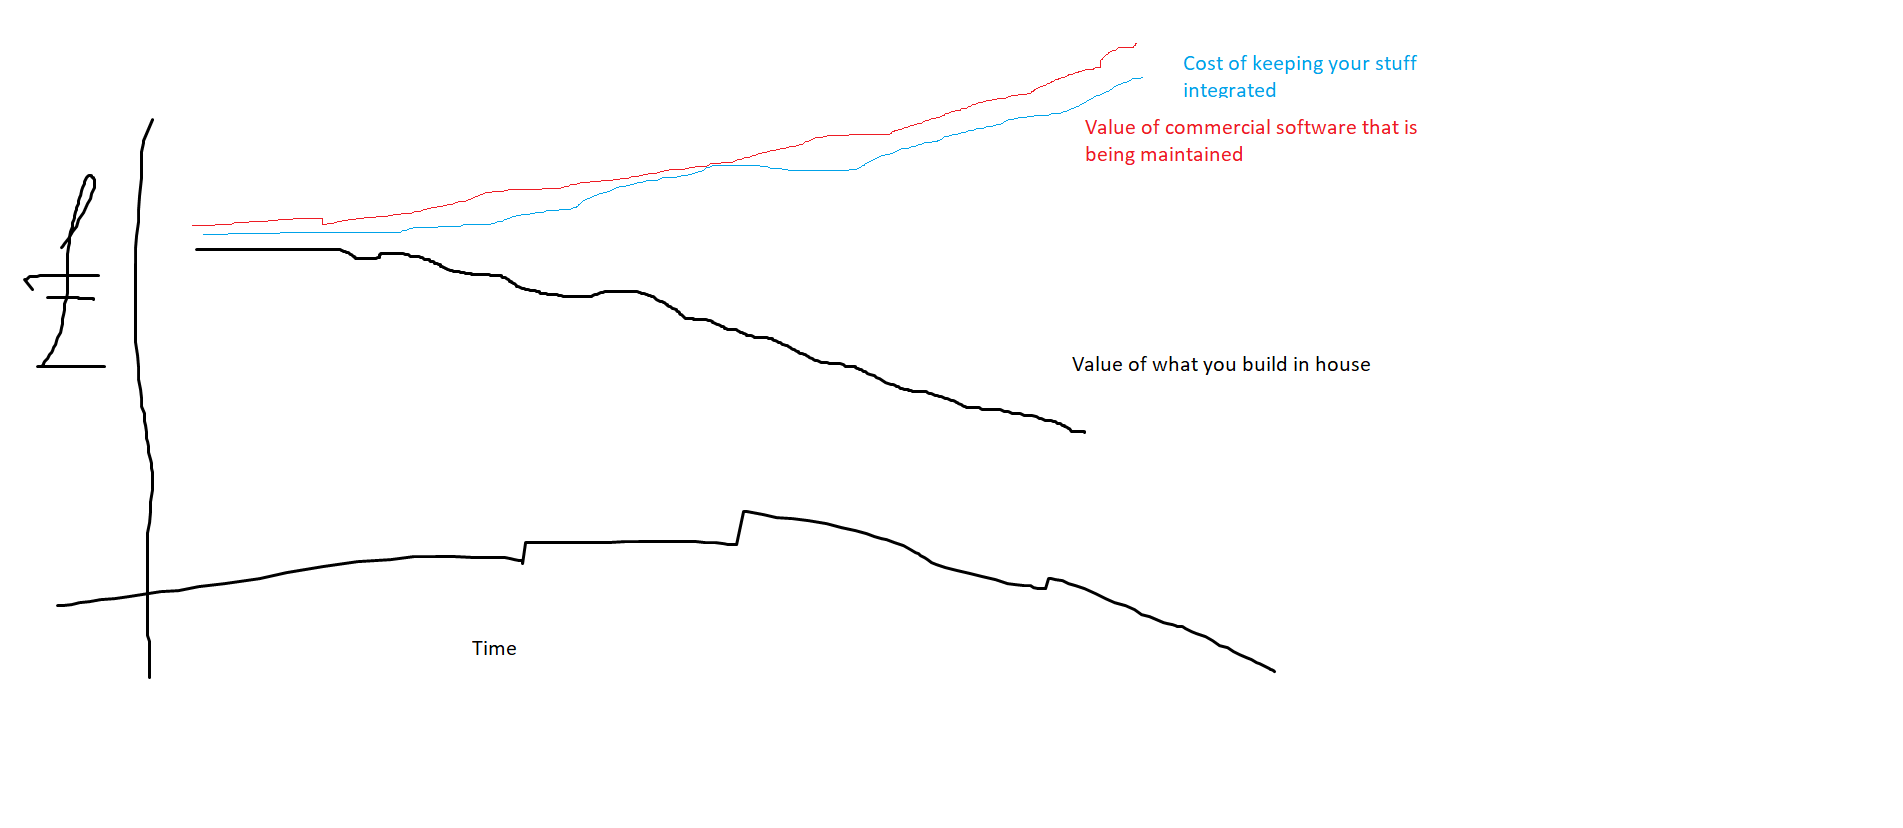 Cost of keeping your stuff
integrated
Value of commercial software that is
being maintained
£
Value of what you build in house
Time